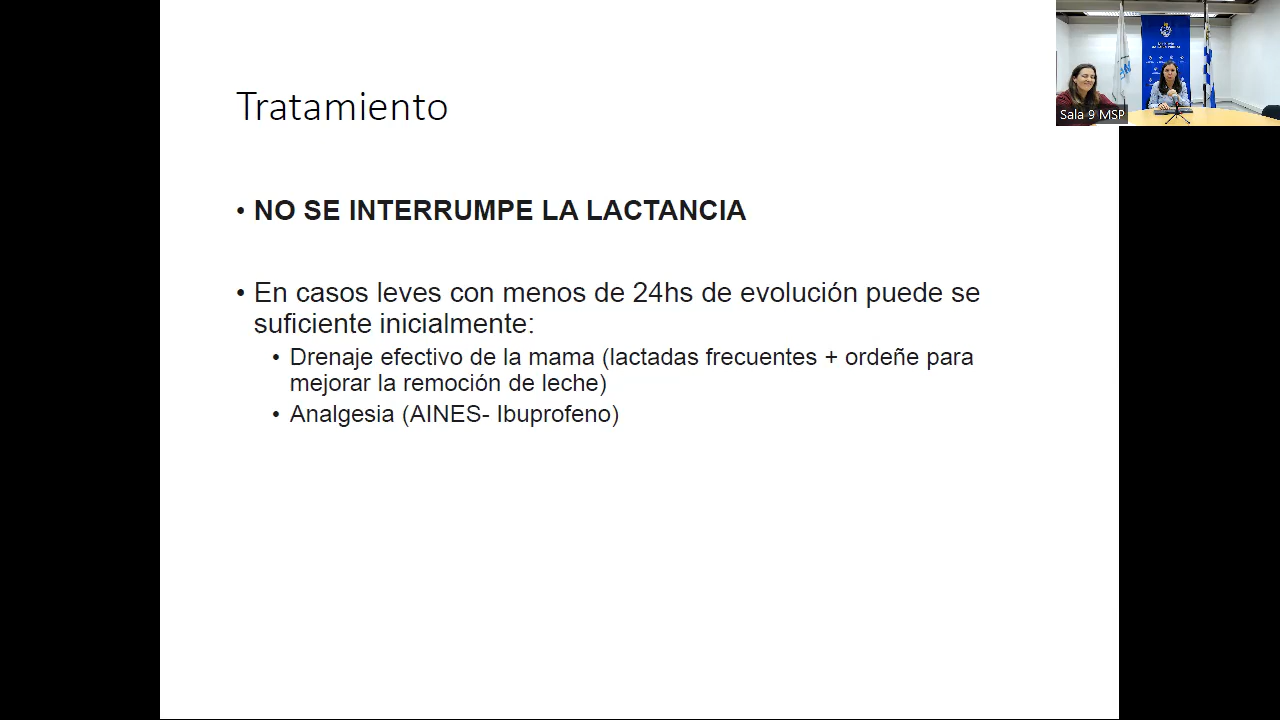 Tratamiento
• NO SE INTERRUMPE LA LACTANCIA
• En casos leves con menos de 24hs de evolución puede se
suficiente inicialmente:
• Drenaje efectivo de la mama (lactadas frecuentes + ordeñe para
mejorar la remoción de leche)
• Analgesia (AINES- Ibuprofeno)
Sala 9 MSP